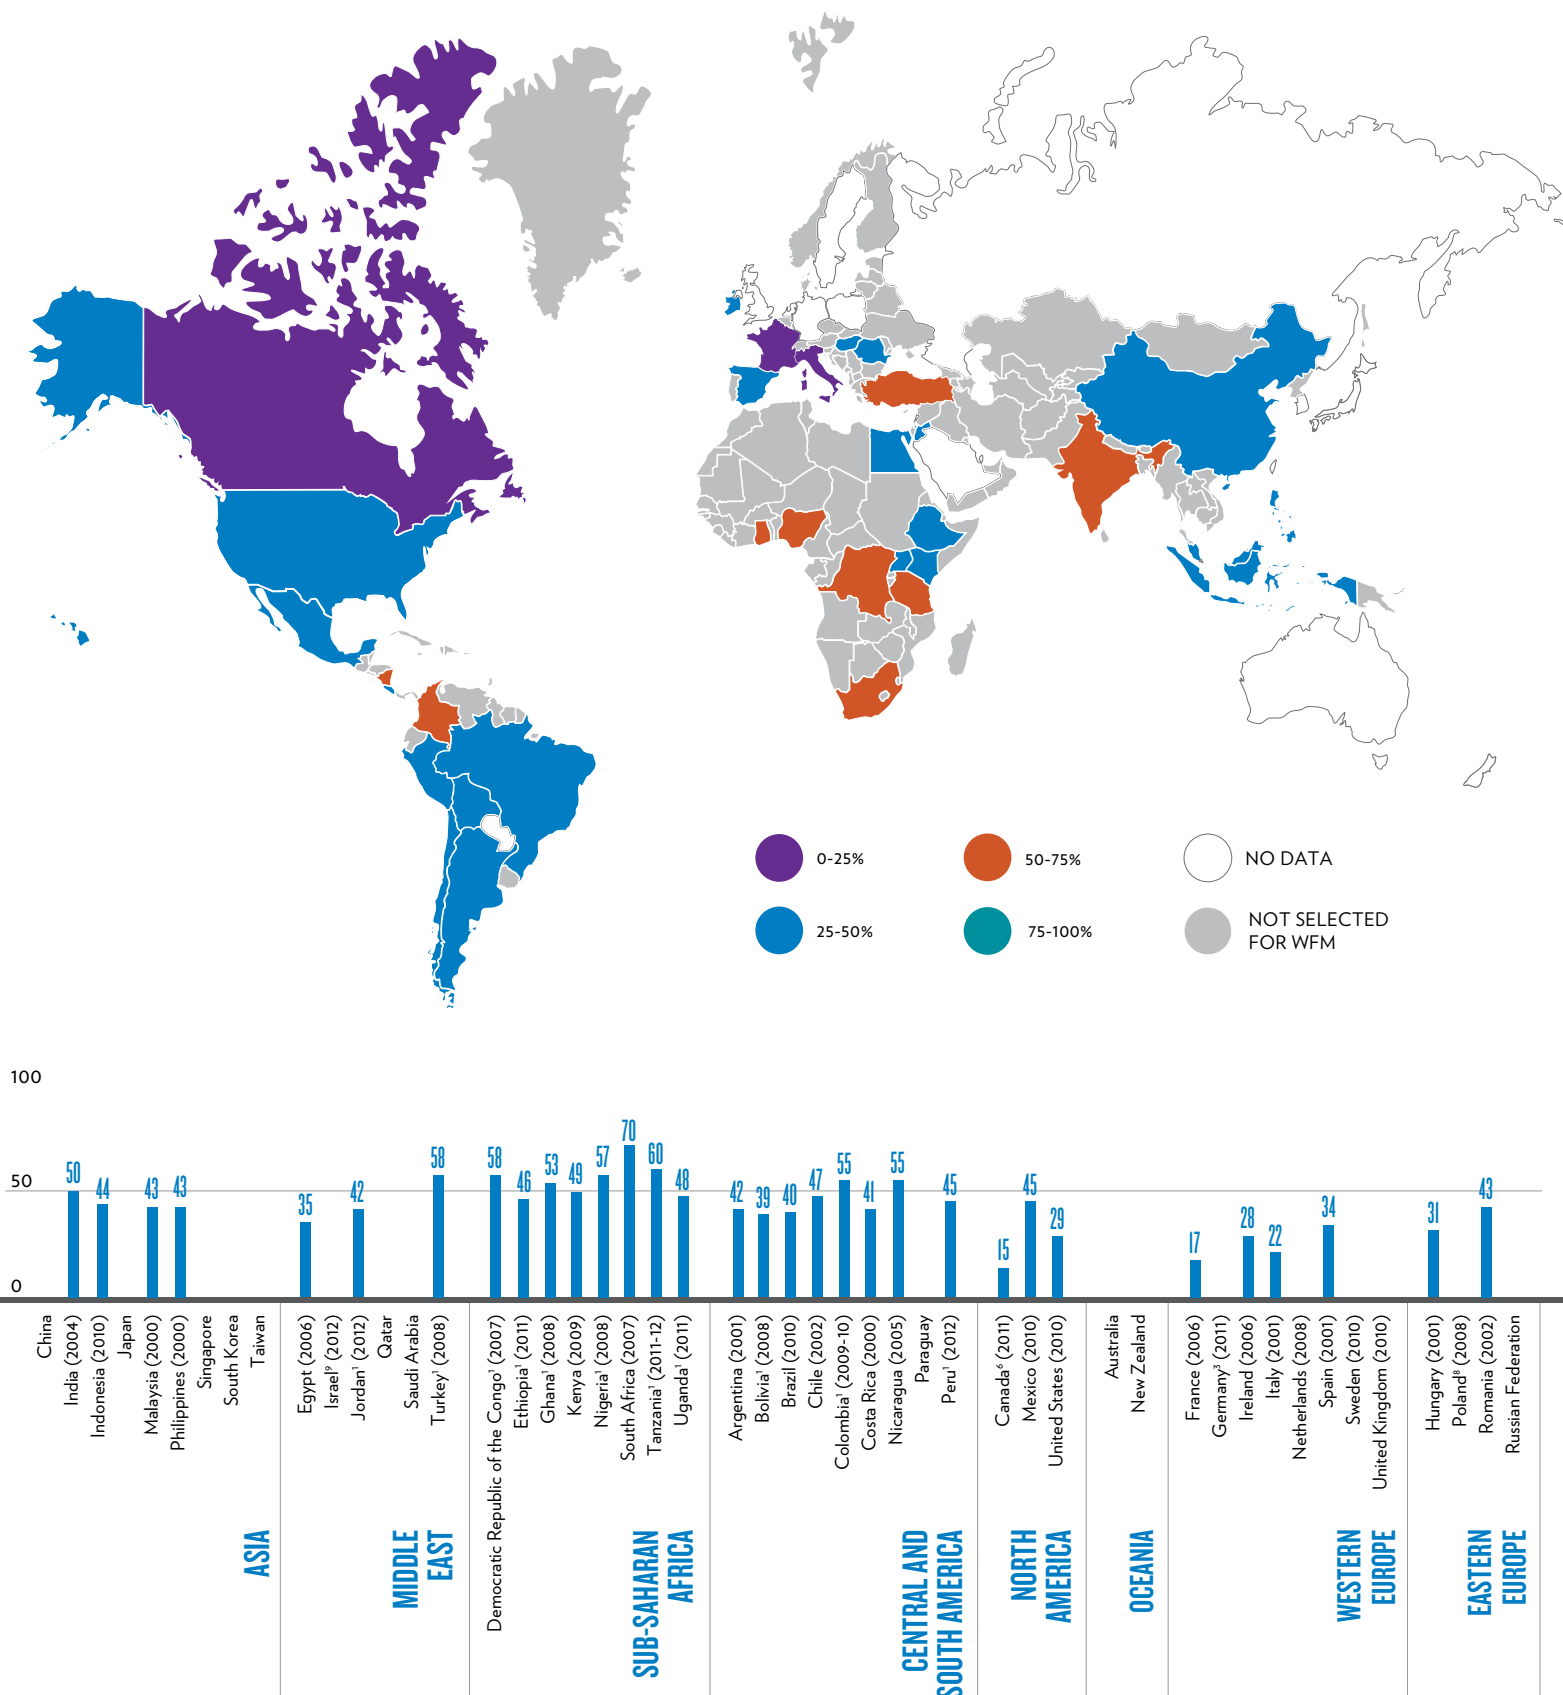 0-25%
50-75%
NO DATA
25-50%
75-100%
NOT SELECTED
FOR WFM
100
50
0
50
44
43
43
35
42
58
58
46
53
49
57
70
60
48
42
39
40
47
55
41
55
45
15
45
29
17
28
22
34
31
43
China
India (2004)
Indonesia (2010)
Japan
Malaysia (2000)
Philippines (2000)
Singapore
South Korea
Taiwan
Egypt (2006)
Israel⁹ (2012)
Jordan¹ (2012)
Qatar
Saudi Arabia
Turkey¹ (2008)
Democratic Republic of the Congo¹ (2007)
Ethiopia¹ (2011)
Ghana¹ (2008)
Kenya (2009)
Nigeria¹ (2008)
South Africa (2007)
Tanzania¹ (2011-12)
Uganda¹ (2011)
Argentina (2001)
Bolivia¹ (2008)
Brazil (2010)
Chile (2002)
Colombia¹ (2009-10)
Costa Rica (2000)
Nicaragua (2005)
Paraguay
Peru¹ (2012)
Canada⁶ (2011)
Mexico (2010)
United States (2010)
Australia
New Zealand
France (2006)
Germany³ (2011)
Ireland (2006)
Italy (2001)
Netherlands (2008)
Spain (2001)
Sweden (2010)
United Kingdom (2010)
Hungary (2001)
Poland⁸ (2008)
Romania (2002)
Russian Federation
ASIA
MIDDLE
EAST
SUB-SAHARAN
AFRICA
CENTRAL AND
SOUTH AMERICA
NORTH
AMERICA
OCEANIA
WESTERN
EUROPE
EASTERN
EUROPE